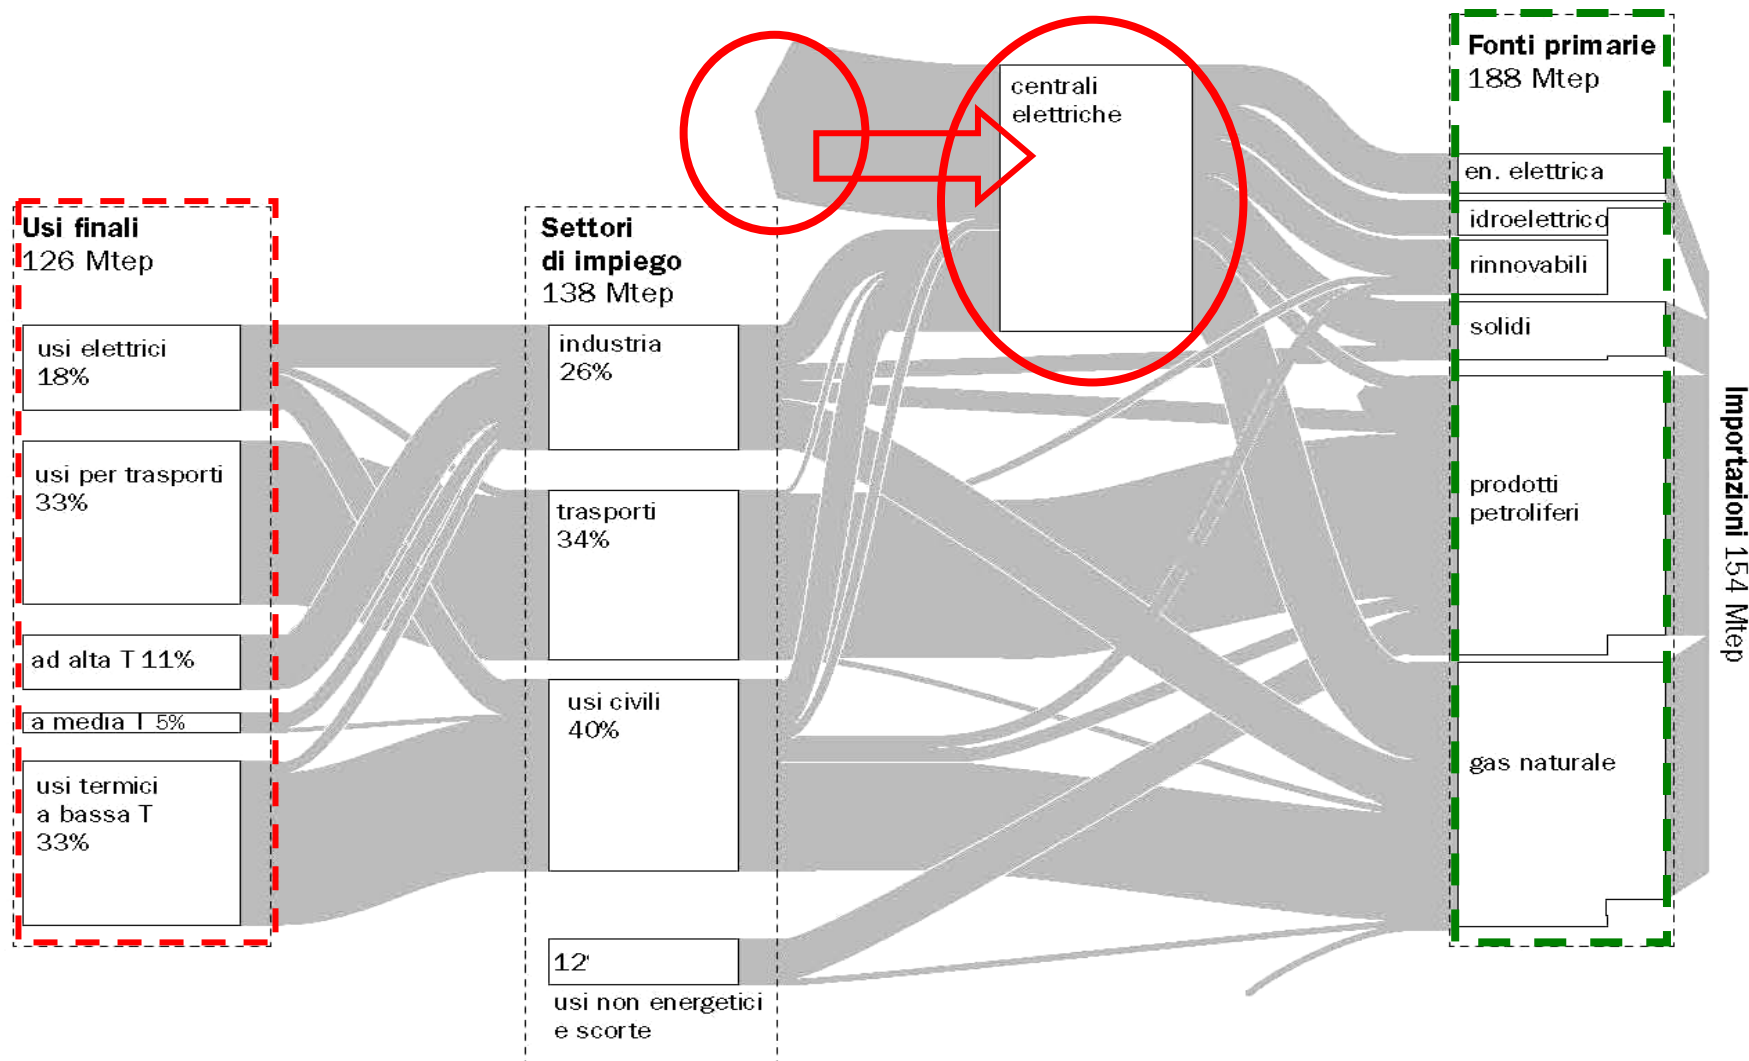 Usi finali
126 Mtep
usi elettrici
18%
usi per trasporti
33%
ad alta T 11%
a media T 5%
usi termici
a bassa T
33%
Settori
di impiego
138 Mtep
industria
26%
trasporti
34%
usi civili
40%
12
usi non energetici
e scorte
centrali
elettriche
Fonti primarie
188 Mtep
en. elettrica
idroelettrico
rinnovabili
solidi
prodotti
petroliferi
gas naturale
Importazioni 154 Mtep